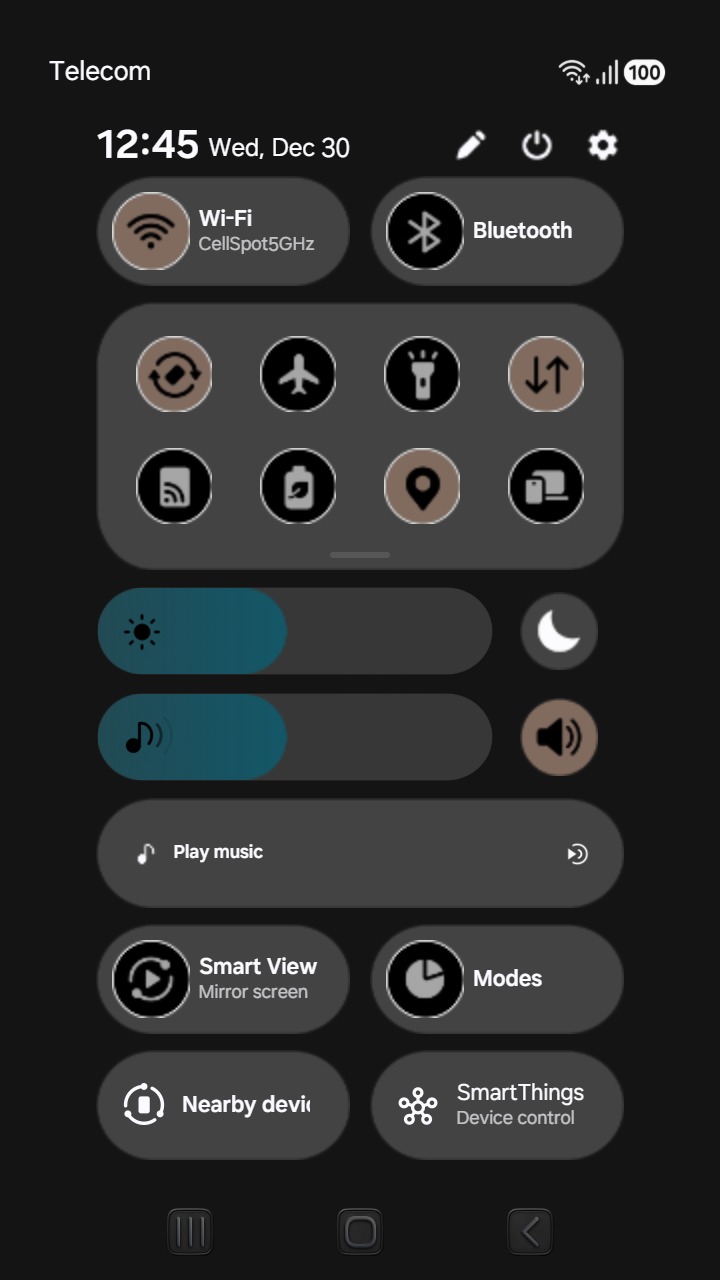 Telecom
100
12:45 Wed, Dec 30
Wi-Fi
CellSpot5GHz
Bluetooth
Play music
Smart View
Mirror screen
Modes
Nearby devic
SmartThings
Device control